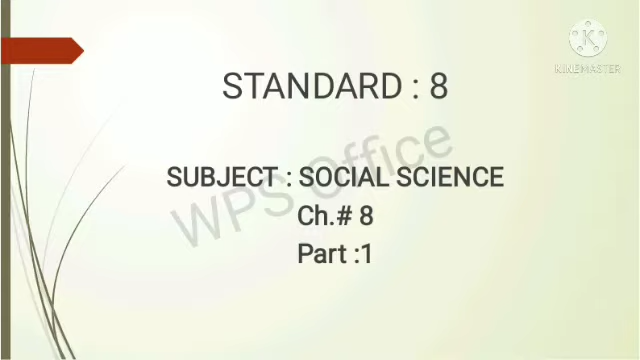 K
KINEMASTER
STANDARD : 8
WPS Office
SUBJECT : SOCIAL SCIENCE
Ch.# 8
Part :1